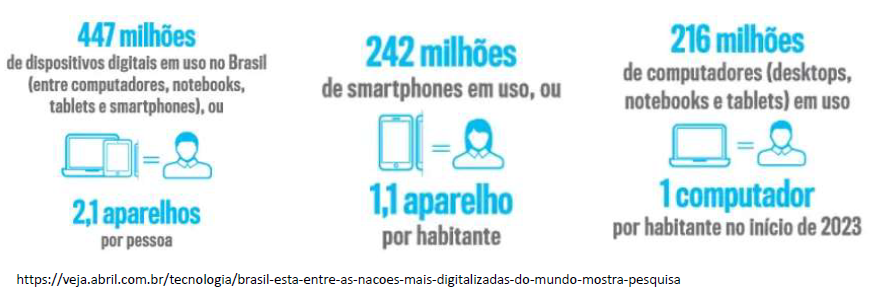 447 milhões
de dispositivos digitais em uso no Brasil
(entre computadores, notebooks,
tablets e smartphones), ou
2,1 aparelhos
por pessoa
242 milhões
de smartphones em uso, ou
1,1 aparelho
por habitante
216 milhões
de computadores (desktops,
notebooks e tablets) em uso
1 computador
por habitante no início de 2023
https://veja.abril.com.br/tecnologia/brasil-esta-entre-as-nacoes-mais-digitalizadas-do-mundo-mostra-pesquisa